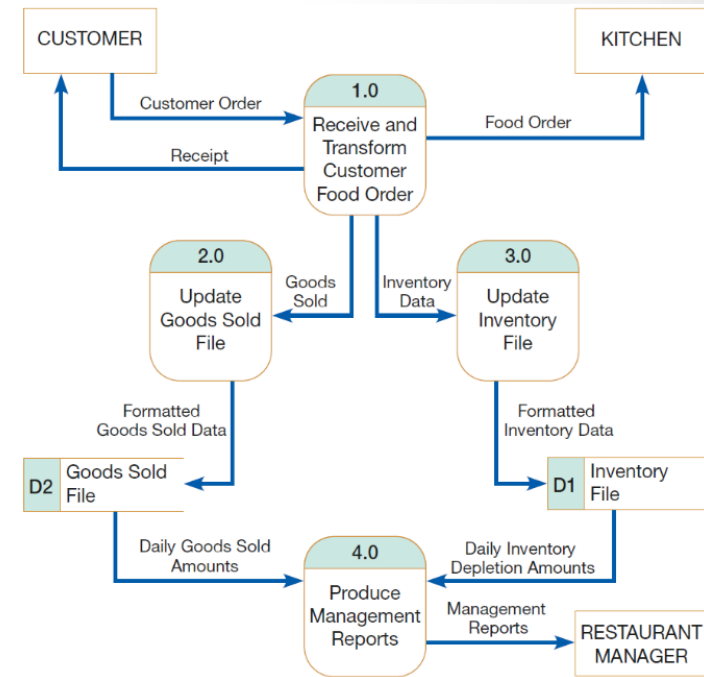 CUSTOMER
KITCHEN
1.0
Receive and
Transform
Customer
Food Order
Customer Order
Receipt
Food Order
2.0
Update
Goods Sold
File
Goods
Sold
Inventory
Data
3.0
Update
Inventory
File
Formatted
Goods Sold Data
Formatted
Inventory Data
D2
Goods Sold
File
D1
Inventory
File
Daily Goods Sold
Amounts
4.0
Produce
Management
Reports
Daily Inventory
Depletion Amounts
Management
Reports
RESTAURANT
MANAGER